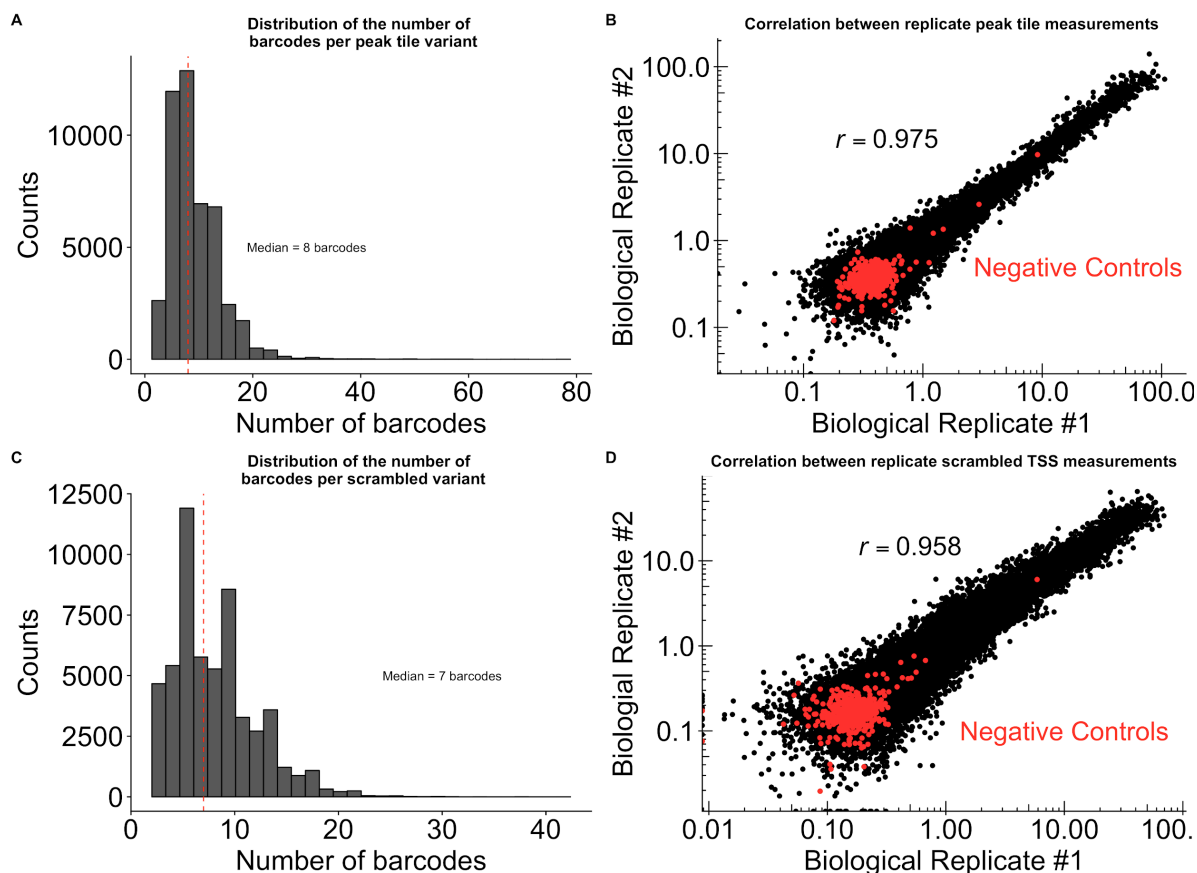 A
Distribution of the number of
barcodes per peak tile variant
Counts
10000
5000
0
Median = 8 barcodes
0 20 40 60 80
Number of barcodes
B
Correlation between replicate peak tile measurements
Biological Replicate #2
100.0
10.0
1.0
0.1
r = 0.975
Negative Controls
0.1 1.0 10.0 100.0
Biological Replicate #1
C
Distribution of the number of
barcodes per scrambled variant
Counts
12500
10000
7500
5000
2500
0
Median = 7 barcodes
0 10 20 30 40
Number of barcodes
D
Correlation between replicate scrambled TSS measurements
Biologial Replicate #2
10.0
1.0
0.1
r = 0.958
Negative Controls
0.01 0.10 1.00 10.00 100.
Biological Replicate #1